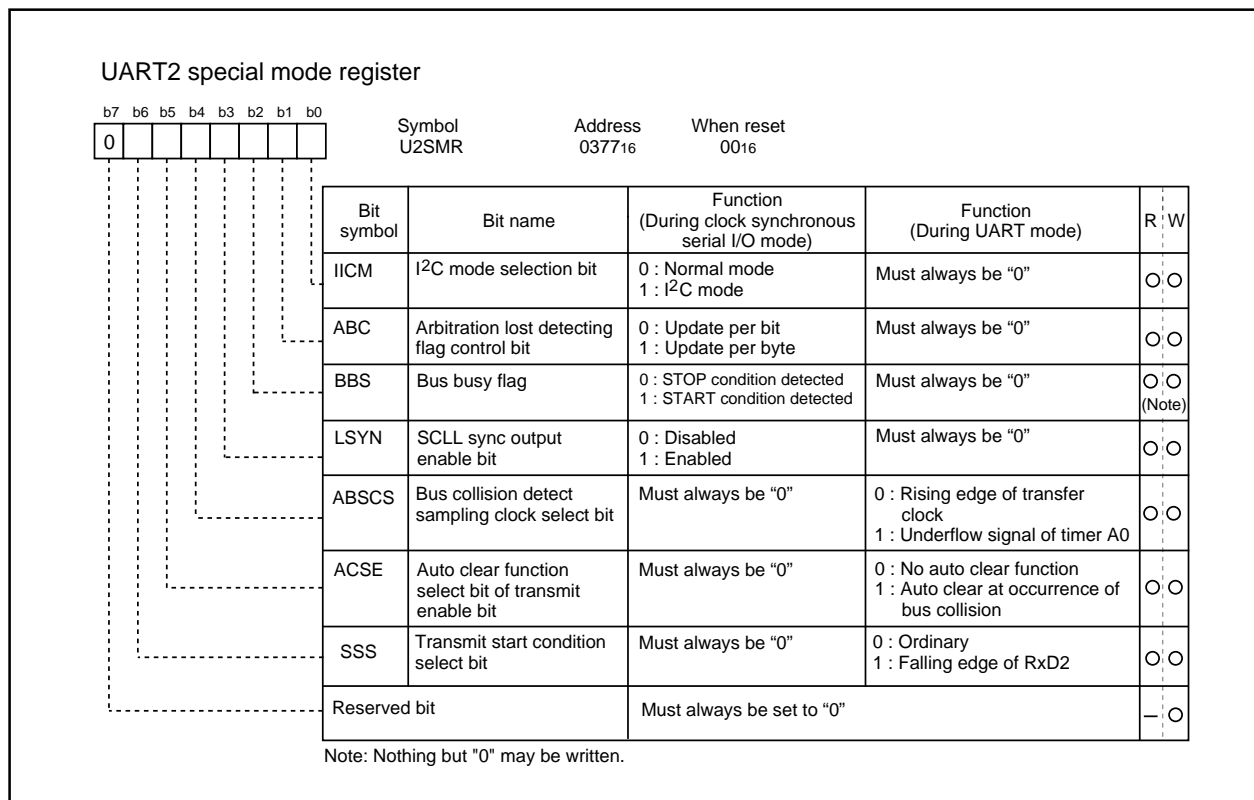 UART2 special mode register
b7 b6 b5 b4 b3 b2 b1 b0
Symbol Address When reset
0 U2SMR 037716 0016
Bit symbol Bit name Function (During clock synchronous serial I/O mode) Function (During UART mode) R W
IICM I2C mode selection bit 0 : Normal mode Must always be “0”
1 : I2C mode
ABC Arbitration lost detecting 0 : Update per bit Must always be “0”
flag control bit 1 : Update per byte
BBS Bus busy flag 0 : STOP condition detected Must always be “0”
1 : START condition detected (Note)
LSYN SCLL sync output 0 : Disabled Must always be “0”
enable bit 1 : Enabled
ABSCS Bus collision detect Must always be “0” 0 : Rising edge of transfer
sampling clock select bit clock
1 : Underflow signal of timer A0
ACSE Auto clear function Must always be “0” 0 : No auto clear function
select bit of transmit 1 : Auto clear at occurrence of
enable bit bus collision
SSS Transmit start condition Must always be “0” 0 : Ordinary
select bit 1 : Falling edge of RxD2
Reserved bit Must always be set to “0” –
Note: Nothing but "0" may be written.